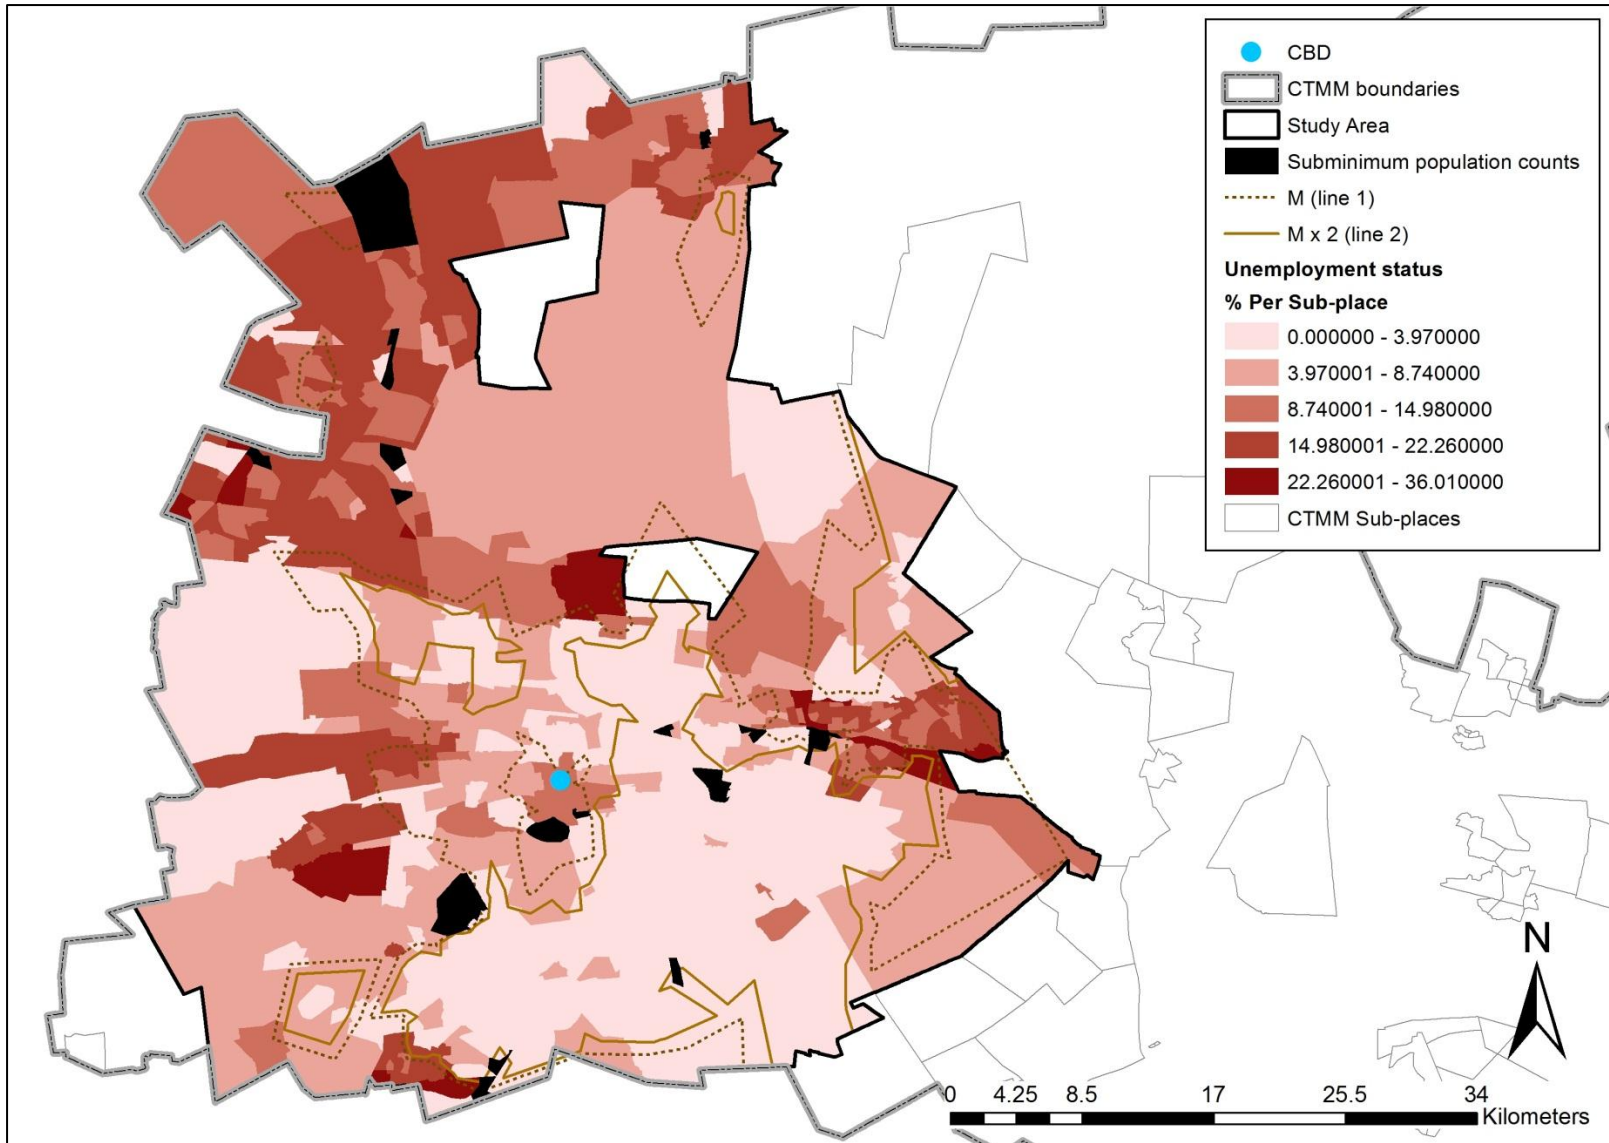 CBD
CTMM boundaries
Study Area
Subminimum population counts
M (line 1)
M x 2 (line 2)
Unemployment status
% Per Sub-place
0.000000 - 3.970000
3.970001 - 8.740000
8.740001 - 14.980000
14.980001 - 22.260000
22.260001 - 36.010000
CTMM Sub-places
N
0 4.25 8.5 17 25.5 34
Kilometers